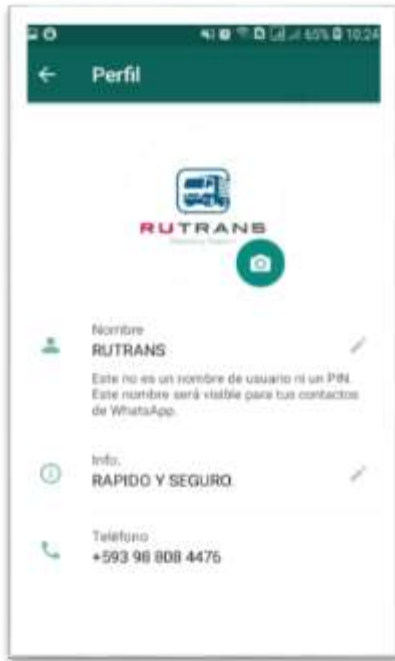 65% 10:24
Perfil
RUTRANS
Nombre
RUTRANS
Este no es un nombre de usuario ni un PIN.
Este nombre será visible para tus contactos
de WhatsApp.
Info.
RAPIDO Y SEGURO.
Teléfono
+593 98 808 4476